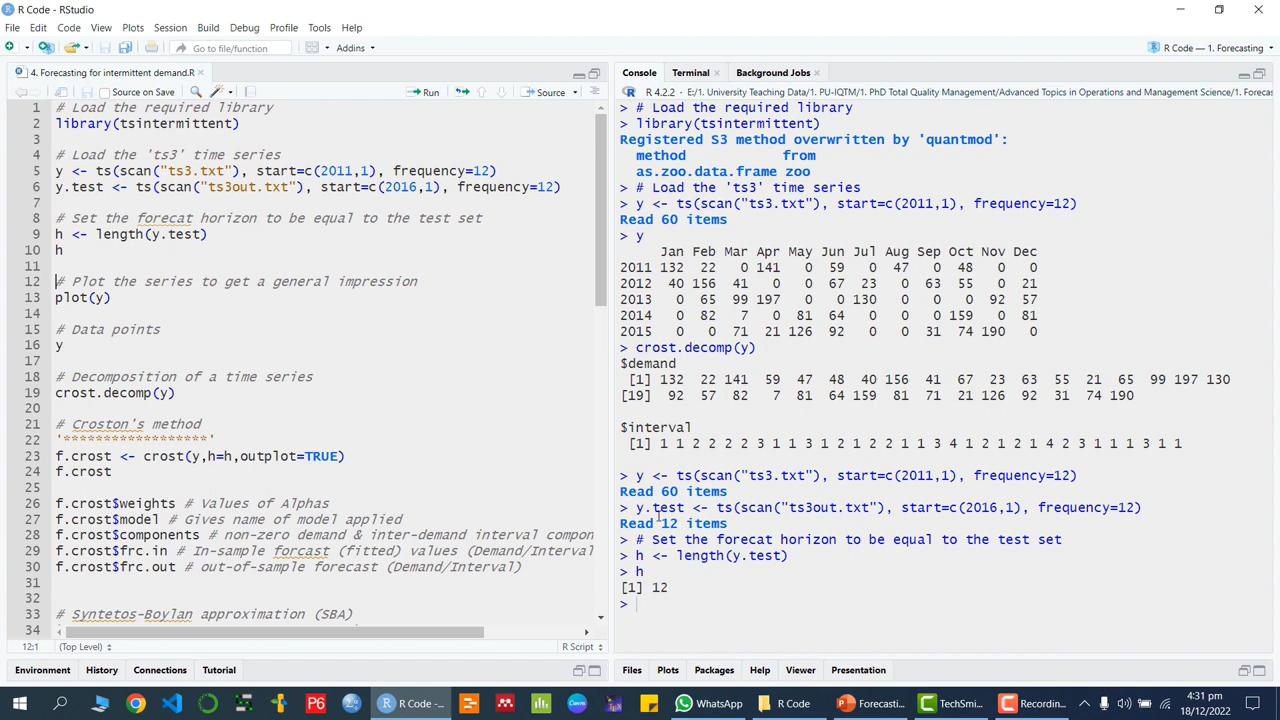 R Code - RStudio
File Edit Code View Plots Session Build Debug Profile Tools Help
Go to file/function Addins R Code — 1. Forecasting
4. Forecasting for intermittent demand.R
Source on Save Run Source
1 # Load the required library
2 library(tsintermittent)
3
4 # Load the 'ts3' time series
5 y <- ts(scan("ts3.txt"), start=c(2011,1), frequency=12)
6 y.test <- ts(scan("ts3out.txt"), start=c(2016,1), frequency=12)
7
8 # Set the forecat horizon to be equal to the test set
9 h <- length(y.test)
10 h
11
12 # Plot the series to get a general impression
13 plot(y)
14
15 # Data points
16 y
17
18 # Decomposition of a time series
19 crost.decomp(y)
20
21 # Croston's method
22 '******************'
23 f.crost <- crost(y,h=h,outplot=TRUE)
24 f.crost
25
26 f.crost$weights # Values of Alphas
27 f.crost$model # Gives name of model applied
28 f.crost$components # non-zero demand & inter-demand interval compon
29 f.crost$frc.in # In-sample forcast (fitted) values (Demand/Interval
30 f.crost$frc.out # out-of-sample forecast (Demand/Interval)
31
32
33 # Syntetos-Boylan approximation (SBA)
34
12:1 (Top Level) R Script
Environment History Connections Tutorial
Console Terminal Background Jobs
R 4.2.2 · E:/1. University Teaching Data/1. PU-IQTM/1. PhD Total Quality Management/Advanced Topics in Operations and Management Science/1. Forecas
> # Load the required library
> library(tsintermittent)
Registered S3 method overwritten by 'quantmod':
method from
as.zoo.data.frame zoo
> # Load the 'ts3' time series
> y <- ts(scan("ts3.txt"), start=c(2011,1), frequency=12)
Read 60 items
> y
Jan Feb Mar Apr May Jun Jul Aug Sep Oct Nov Dec
2011 132 22 0 141 0 59 0 47 0 48 0 0
2012 40 156 41 0 67 23 0 63 55 0 21
2013 0 65 99 197 0 0 130 0 0 0 92 57
2014 0 82 7 0 81 64 0 0 0 159 0 81
2015 0 0 71 21 126 92 0 0 31 74 190 0
> crost.decomp(y)
$demand
[1] 132 22 141 59 47 48 40 156 41 67 23 63 55 21 65 99 197 130
[19] 92 57 82 7 81 64 159 81 71 21 126 92 31 74 190
$interval
[1] 1 1 2 2 2 2 3 1 1 3 1 2 1 2 2 1 1 3 4 1 2 1 2 1 4 2 3 1 1 1 3 1 1
> y <- ts(scan("ts3.txt"), start=c(2011,1), frequency=12)
Read 60 items
> y.test <- ts(scan("ts3out.txt"), start=c(2016,1), frequency=12)
Read 12 items
> # Set the forecat horizon to be equal to the test set
> h <- length(y.test)
> h
[1] 12
>
Files Plots Packages Help Viewer Presentation
R Code -... WhatsApp R Code Forecasti... TechSmi... Recordin... 4:31 pm
18/12/2022